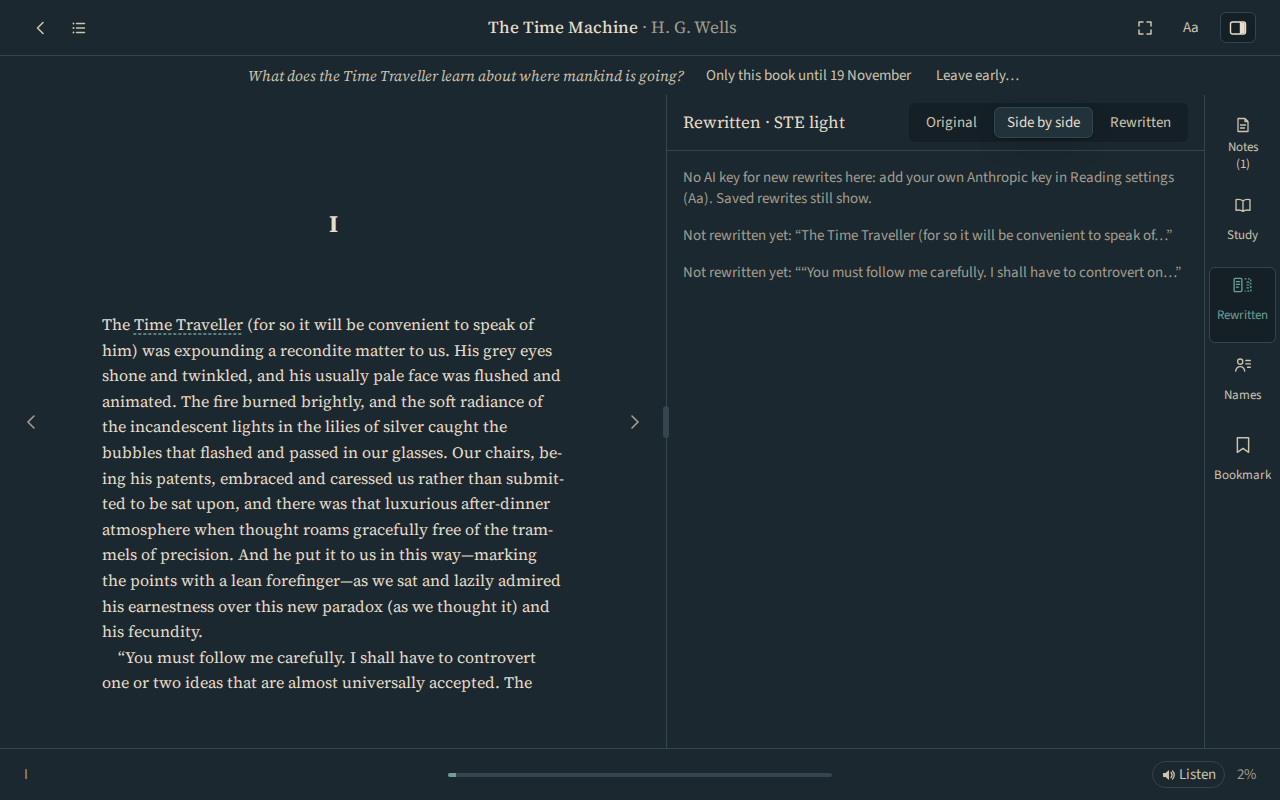 The Time Machine · H. G. Wells
Aa
What does the Time Traveller learn about where mankind is going?
Only this book until 19 November
Leave early…
I
The Time Traveller (for so it will be convenient to speak of
him) was expounding a recondite matter to us. His grey eyes
shone and twinkled, and his usually pale face was flushed and
animated. The fire burned brightly, and the soft radiance of
the incandescent lights in the lilies of silver caught the
bubbles that flashed and passed in our glasses. Our chairs, be-
ing his patents, embraced and caressed us rather than submit-
ted to be sat upon, and there was that luxurious after-dinner
atmosphere when thought roams gracefully free of the tram-
mels of precision. And he put it to us in this way—marking
the points with a lean forefinger—as we sat and lazily admired
his earnestness over this new paradox (as we thought it) and
his fecundity.
“You must follow me carefully. I shall have to controvert
one or two ideas that are almost universally accepted. The
Rewritten · STE light
Original
Side by side
Rewritten
No AI key for new rewrites here: add your own Anthropic key in Reading settings
(Aa). Saved rewrites still show.
Not rewritten yet: “The Time Traveller (for so it will be convenient to speak of…”
Not rewritten yet: ““You must follow me carefully. I shall have to controvert on…”
Notes
(1)
Study
Rewritten
Names
Bookmark
I
Listen
2%